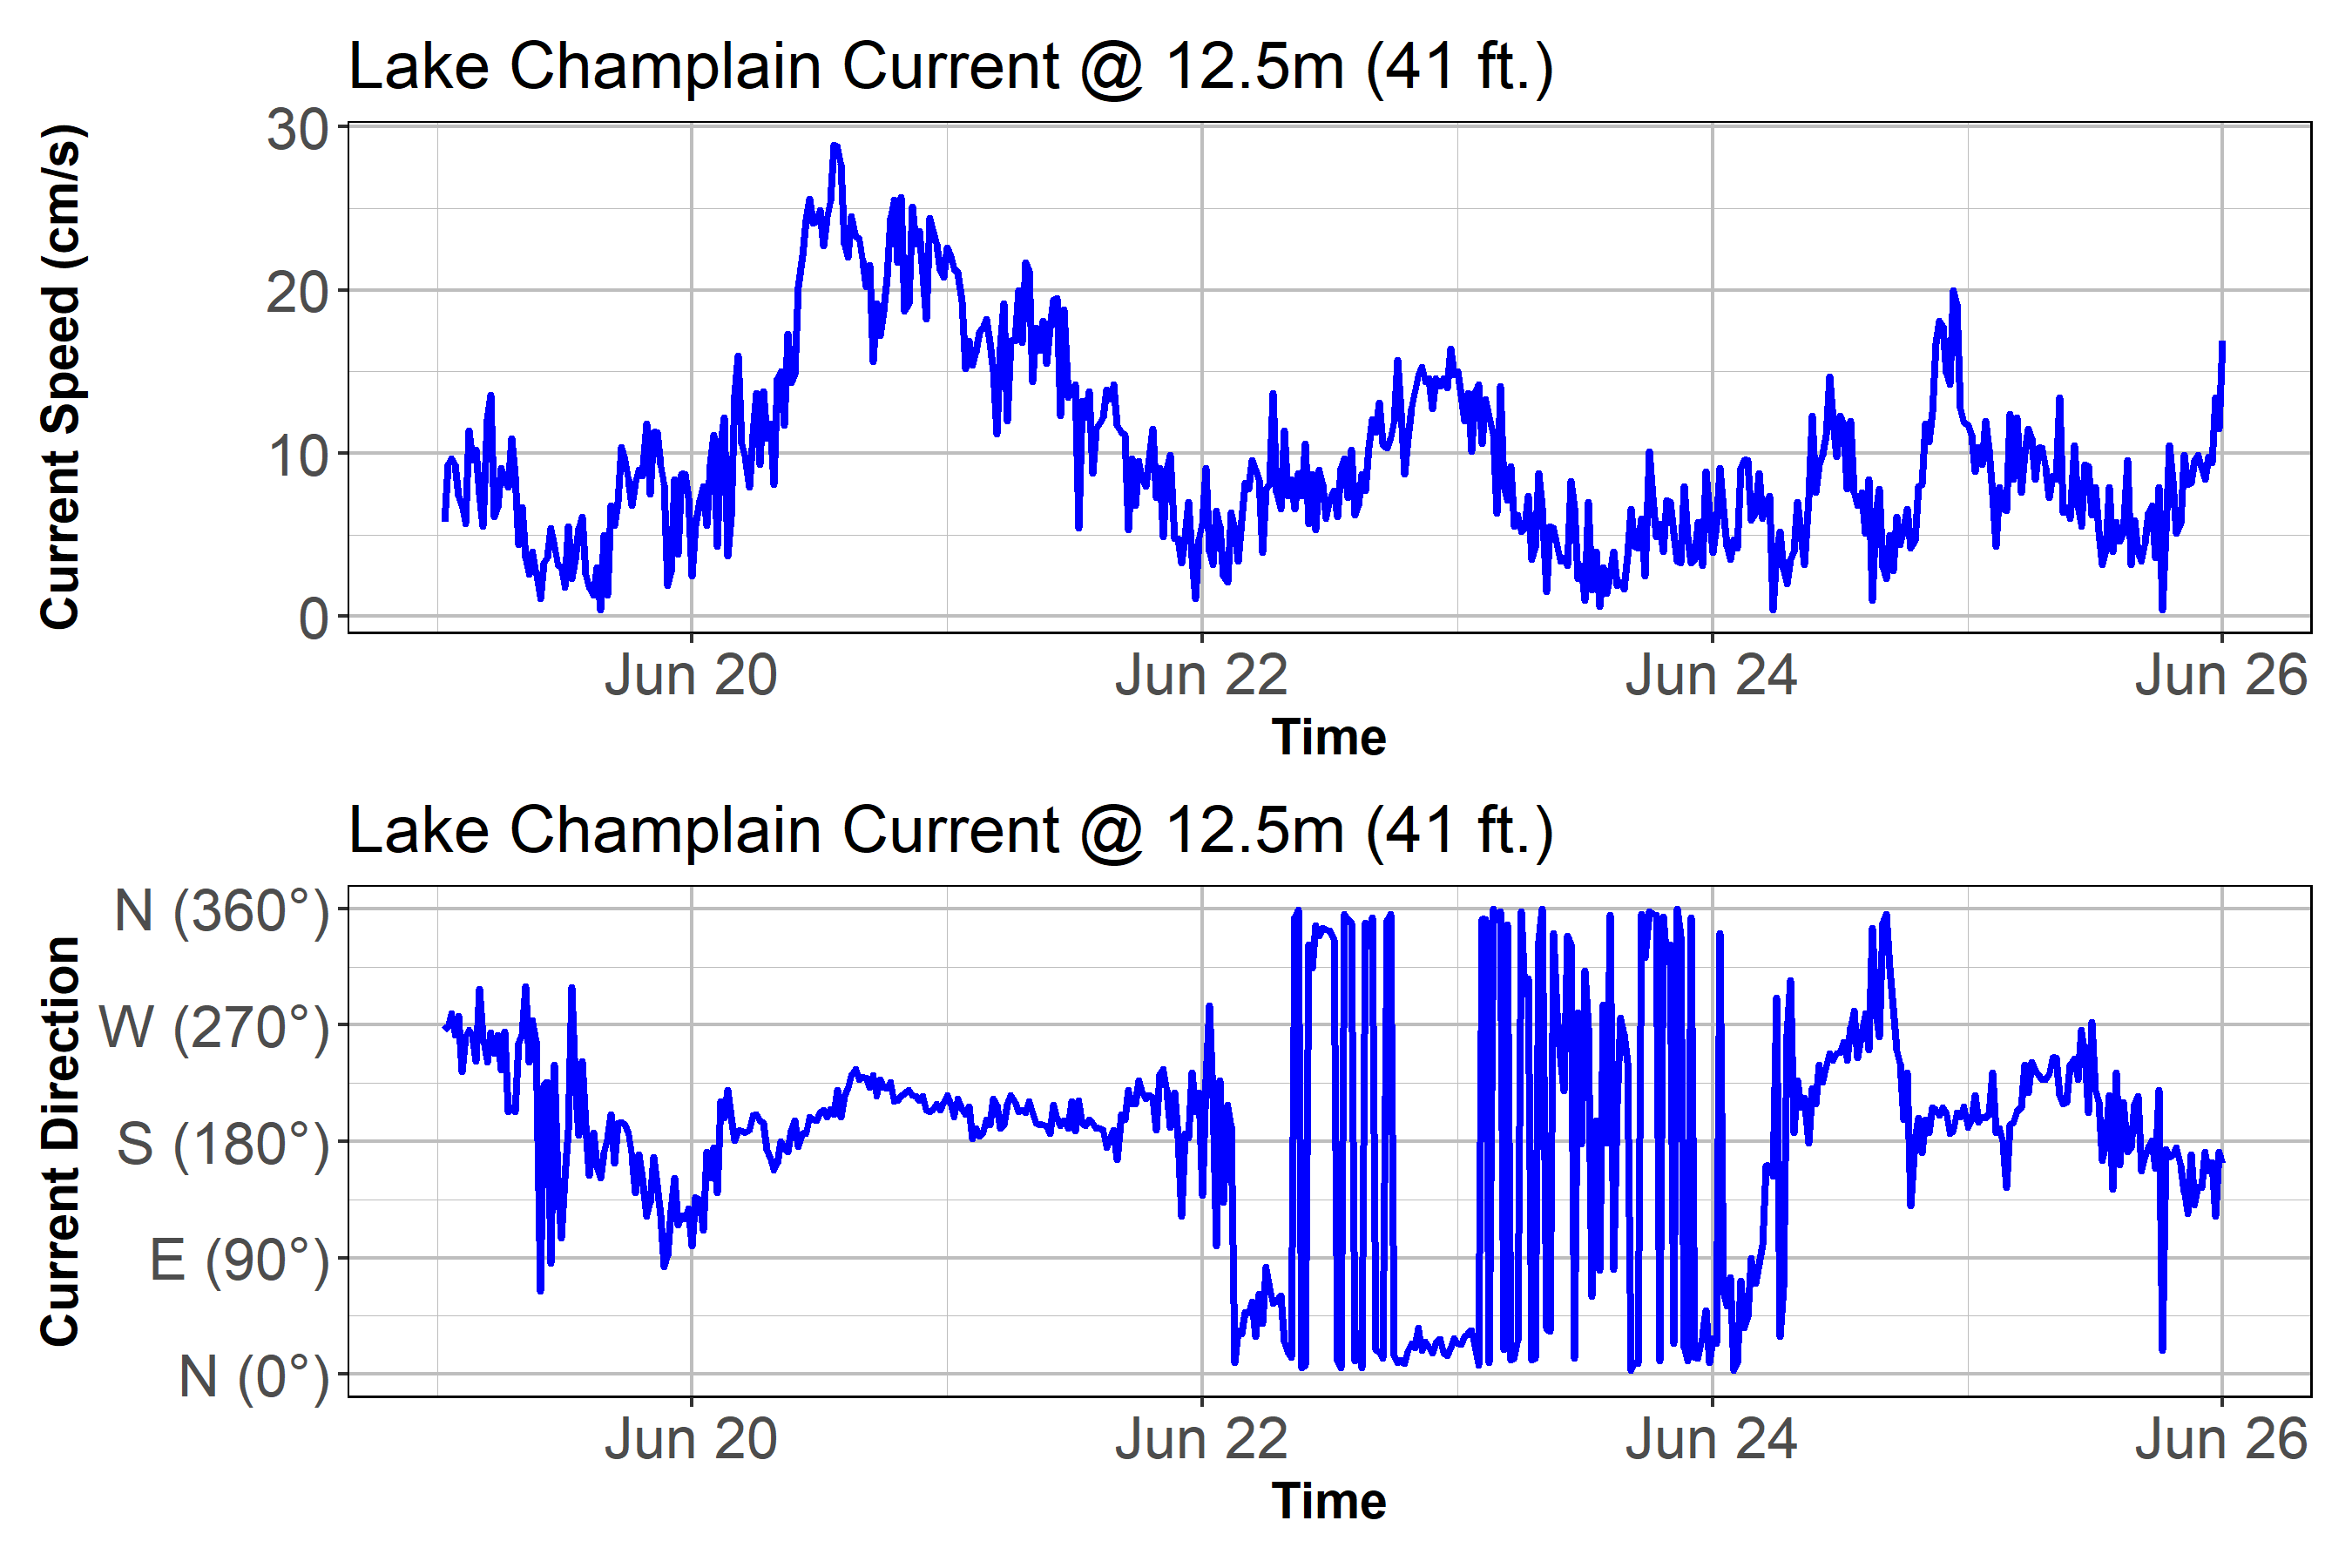 Lake Champlain Current @ 12.5m (41 ft.)
Current Speed (cm/s)
30
20
10
0
Jun 20 Jun 22 Jun 24 Jun 26
Time
Lake Champlain Current @ 12.5m (41 ft.)
Current Direction
N (360°)
W (270°)
S (180°)
E (90°)
N (0°)
Jun 20 Jun 22 Jun 24 Jun 26
Time